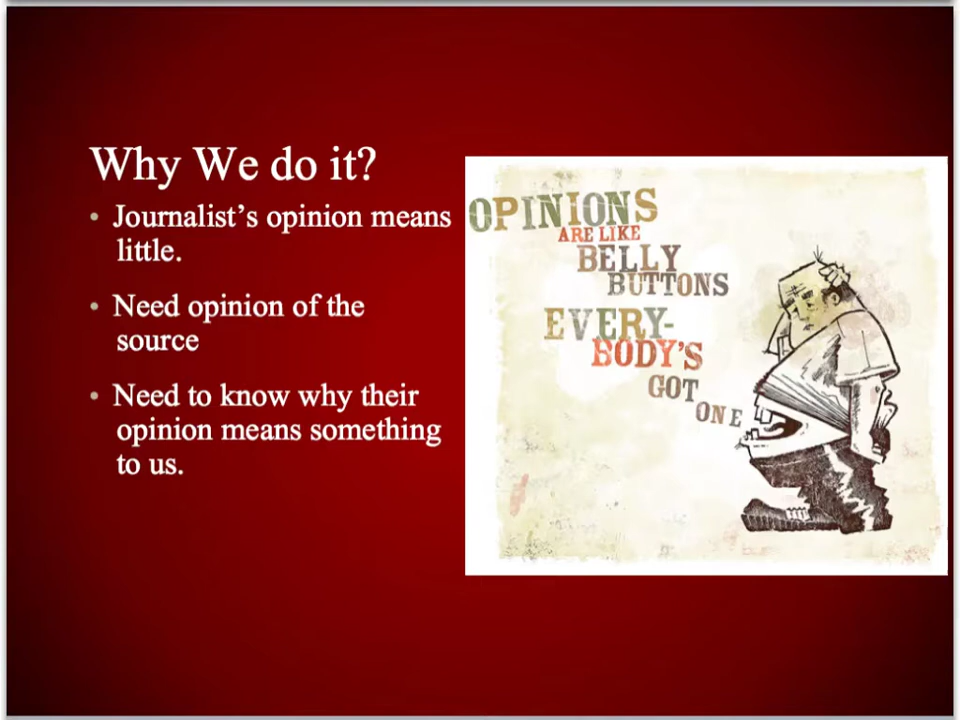 Why We do it?
• Journalist’s opinion means
little.
• Need opinion of the
source
• Need to know why their
opinion means something
to us.
OPINIONS
ARE LIKE
BELLY
BUTTONS
EVERY-
BODY'S
GOT
ONE